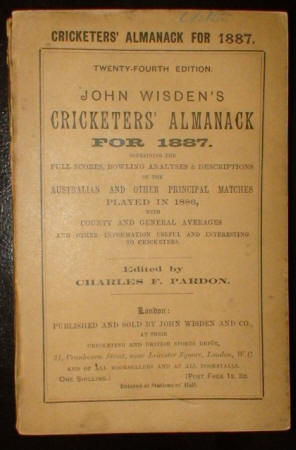 CRICKETERS' ALMANACK FOR 1887.
TWENTY-FOURTH EDITION.
JOHN WISDEN'S
CRICKETERS' ALMANACK
FOR 1887.
CONTAINING THE
FULL SCORES, BOWLING ANALYSES & DESCRIPTIONS
OF THE
AUSTRALIAN AND OTHER PRINCIPAL MATCHES
PLAYED IN 1886,
WITH
COUNTY AND GENERAL AVERAGES
AND OTHER INFORMATION USEFUL AND INTERESTING
TO CRICKETERS.
Edited by
CHARLES F. PARDON.
London:
PUBLISHED AND SOLD BY JOHN WISDEN AND CO.,
AT THEIR
CRICKETING AND BRITISH SPORTS DEPÔT,
21, Cranbourn Street, near Leicester Square, London, W.C.
AND OF ALL BOOKSELLERS AND AT ALL BOOKSTALLS.
ONE SHILLING.] [POST FREE 1S. 3D.
Entered at Stationers' Hall.